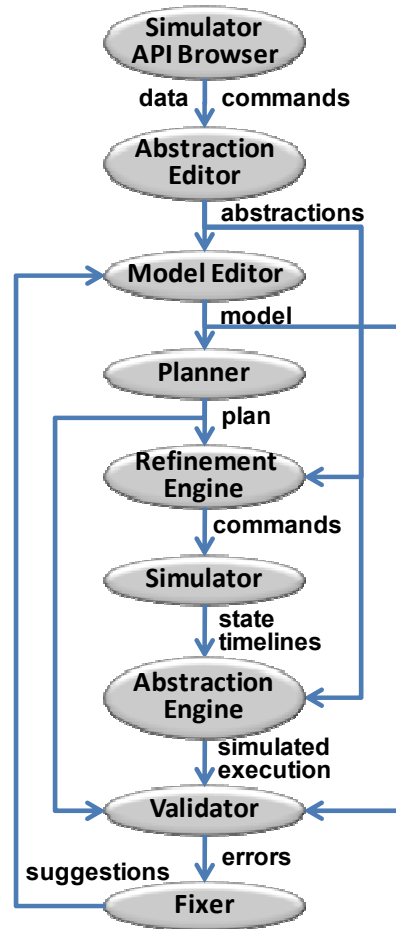 Simulator
API Browser
data commands
Abstraction
Editor
abstractions
Model Editor
model
Planner
plan
Refinement
Engine
commands
Simulator
state
timelines
Abstraction
Engine
simulated
execution
Validator
errors
suggestions
Fixer